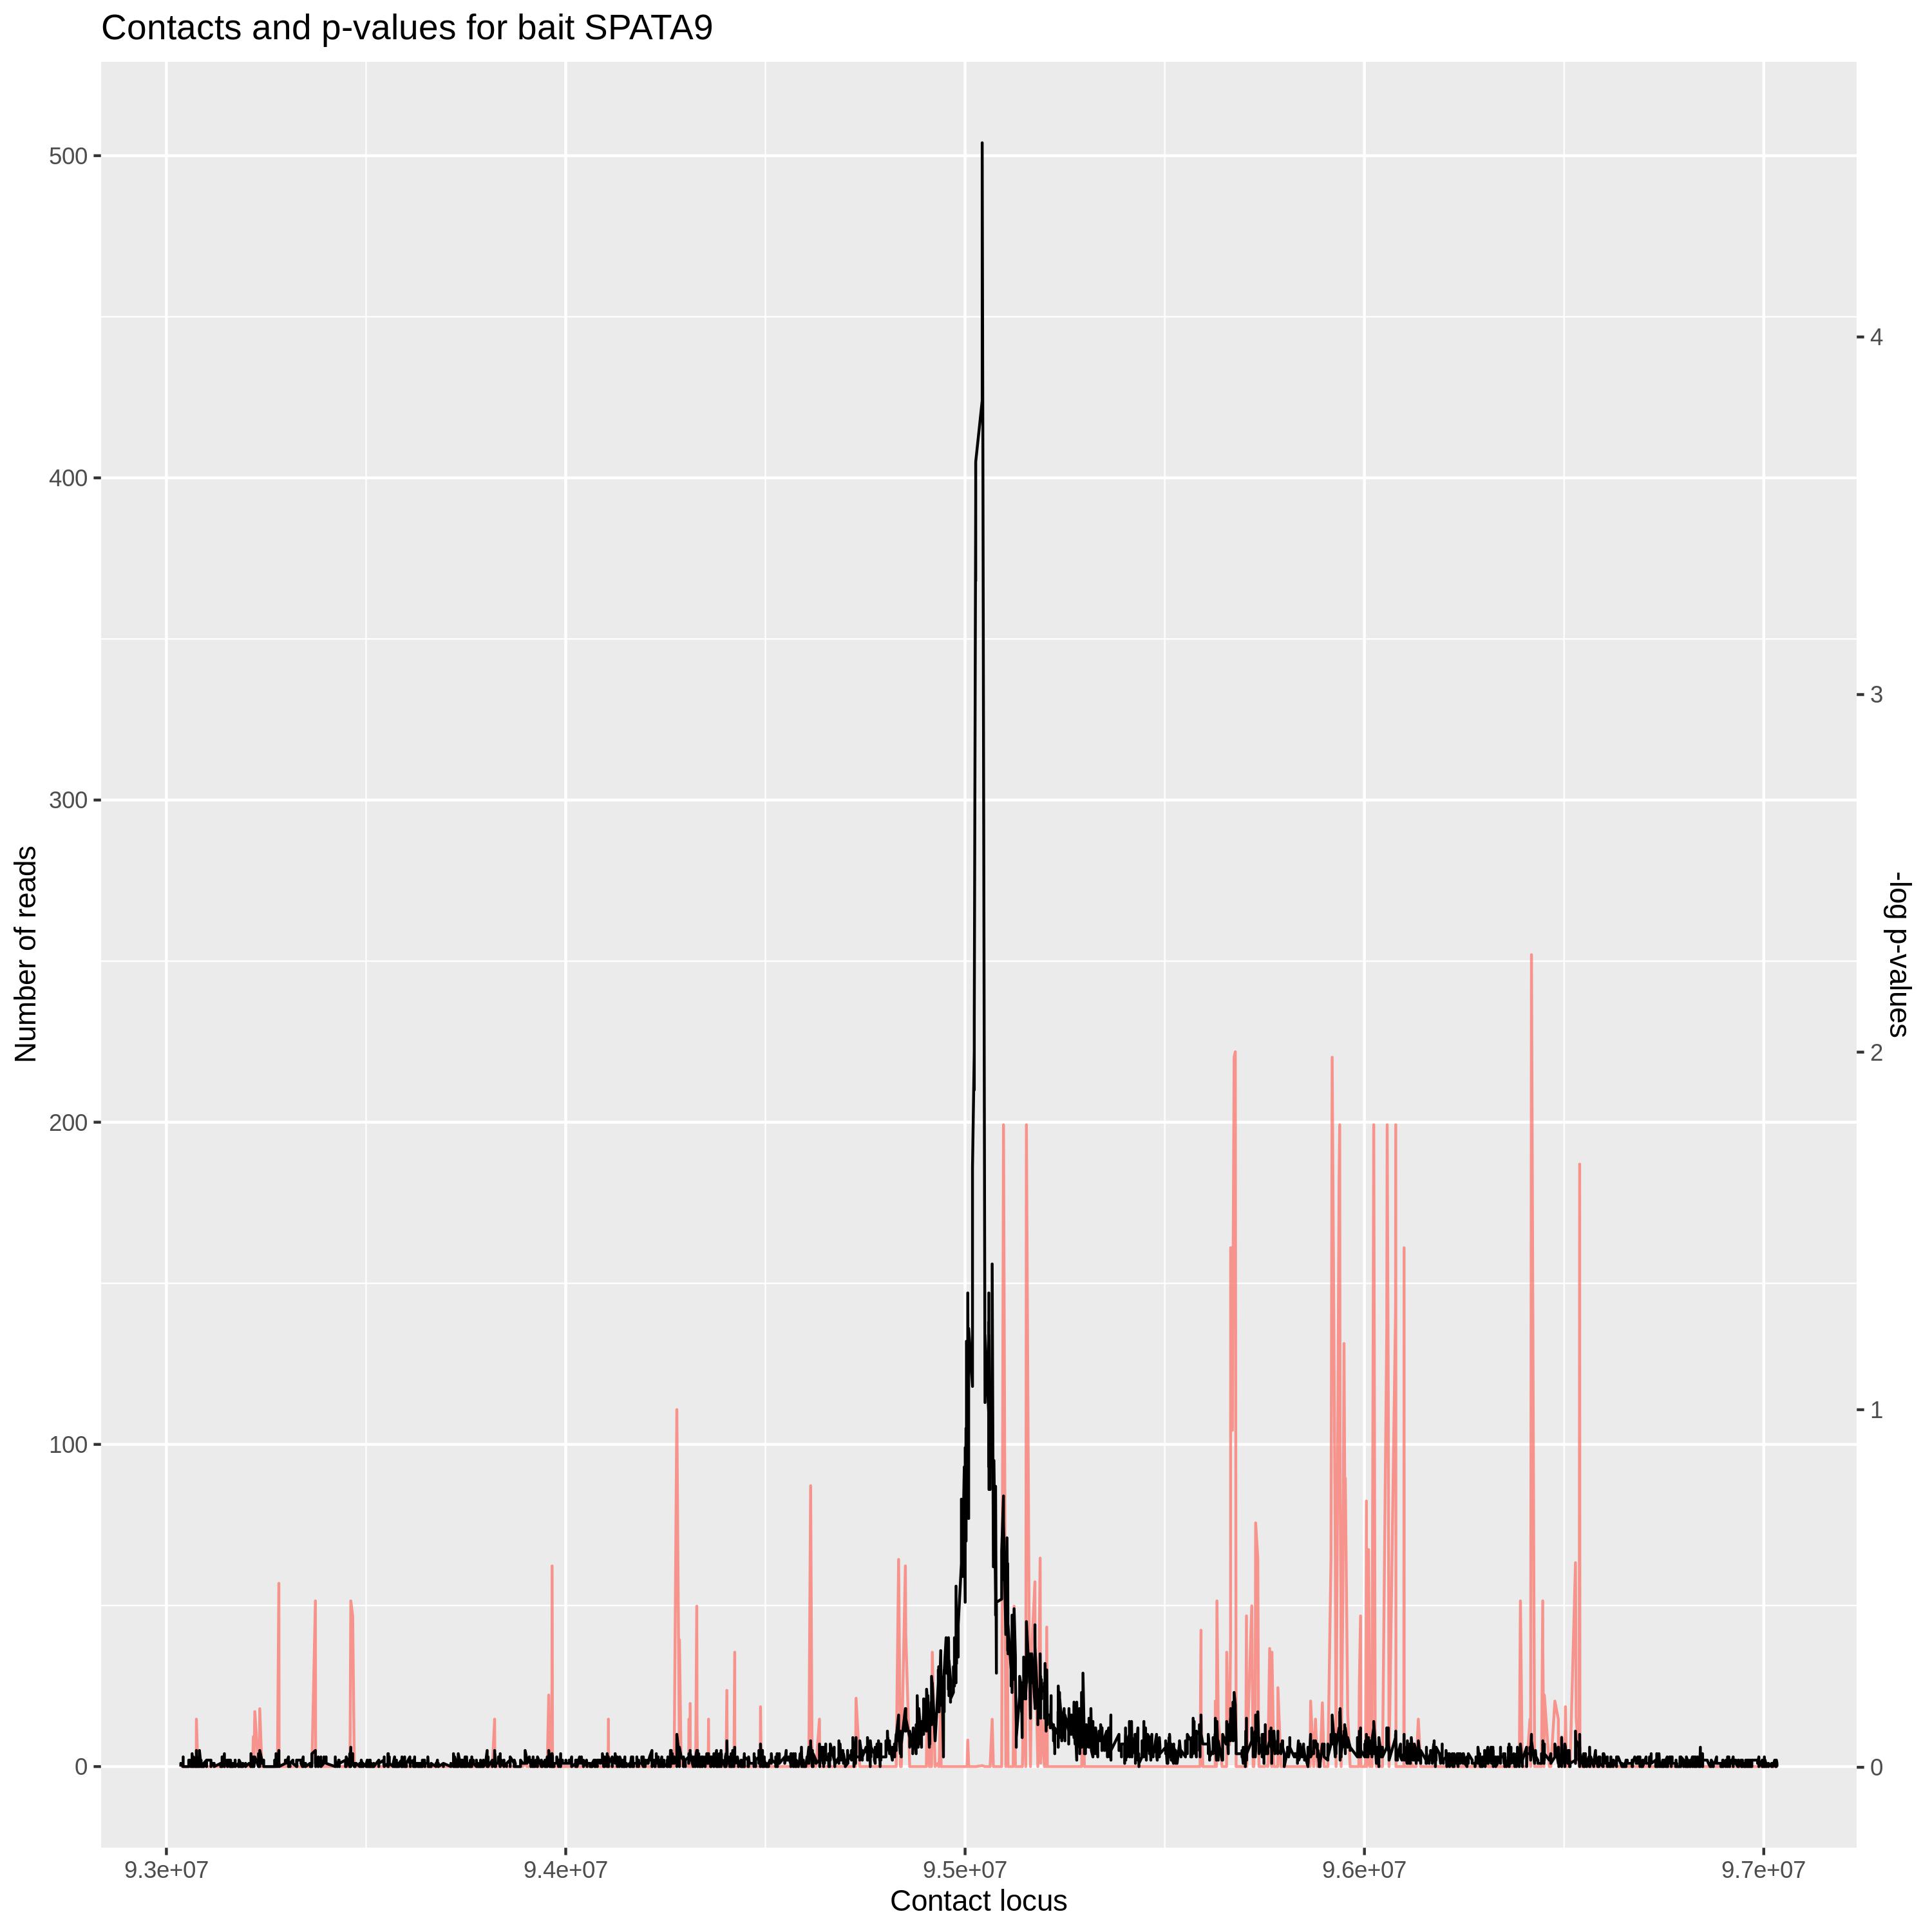 Contacts and p-values for bait SPATA9
500
400
300
200
100
0
Number of reads
4
3
2
1
0
-log p-values
9.3e+07
9.4e+07
9.5e+07
9.6e+07
9.7e+07
Contact locus